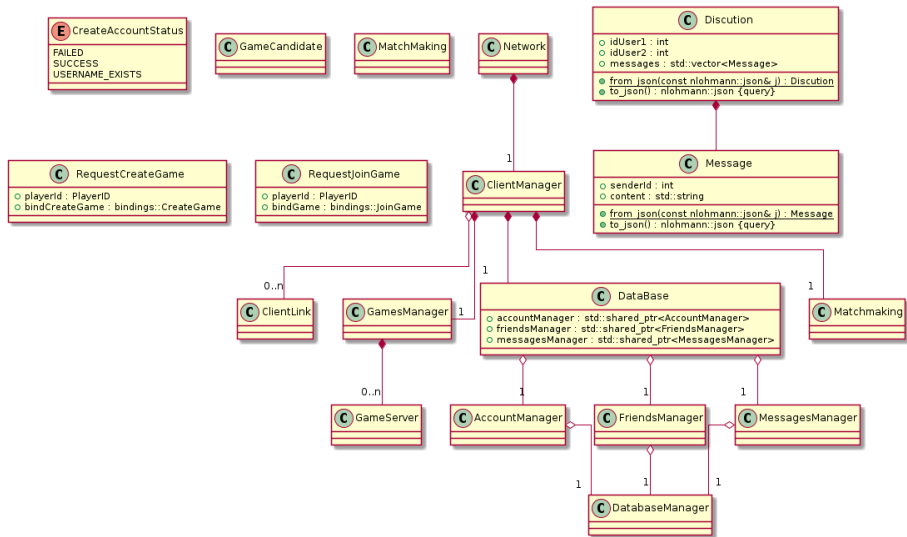 E CreateAccountStatus
FAILED
SUCCESS
USERNAME_EXISTS
C GameCandidate
C MatchMaking
C Network
C Discution
idUser1 : int
idUser2 : int
messages : std::vector<Message>
from_json(const nlohmann::json& j) : Discution
to_json() : nlohmann::json {query}
C RequestCreateGame
playerId : PlayerID
bindCreateGame : bindings::CreateGame
C RequestJoinGame
playerId : PlayerID
bindGame : bindings::JoinGame
1
C ClientManager
C Message
senderId : int
content : std::string
from_json(const nlohmann::json& j) : Message
to_json() : nlohmann::json {query}
0..n
1
1
1
C ClientLink
C GamesManager
C DataBase
accountManager : std::shared_ptr<AccountManager>
friendsManager : std::shared_ptr<FriendsManager>
messagesManager : std::shared_ptr<MessagesManager>
C Matchmaking
0..n
1
1
1
C GameServer
C AccountManager
C FriendsManager
C MessagesManager
1
1
1
C DatabaseManager